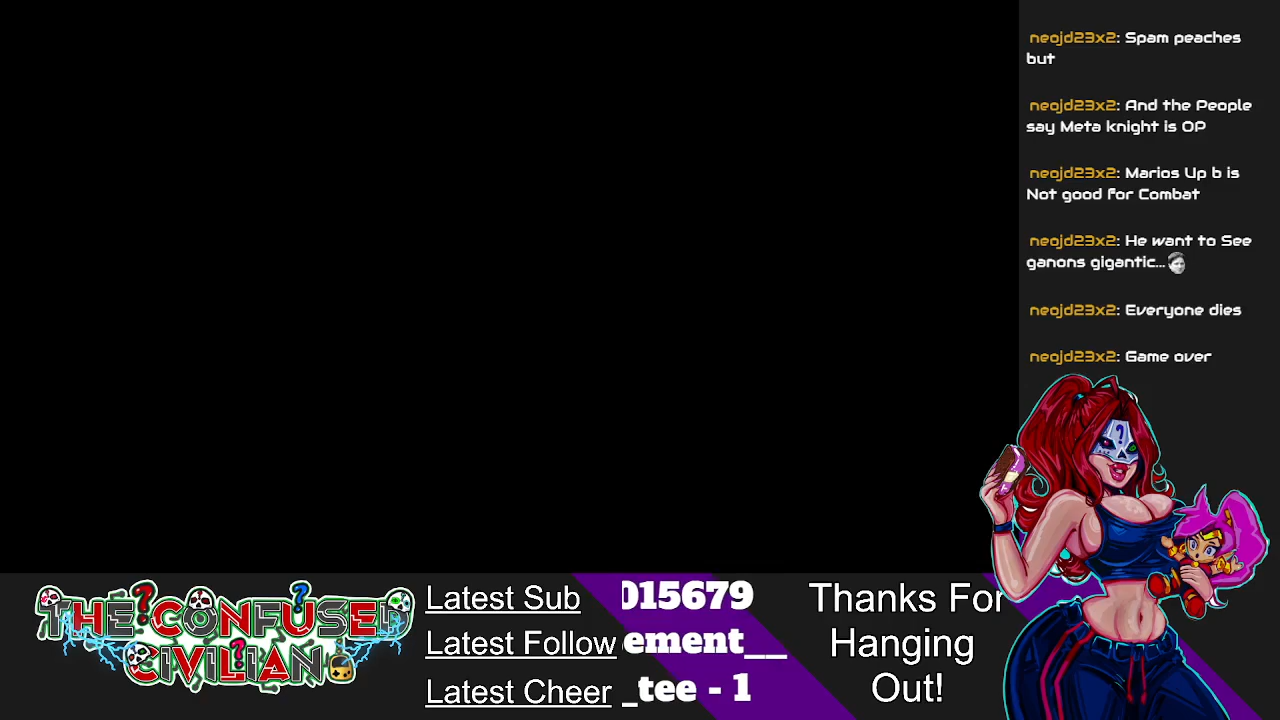 neojd23x2: Spam peaches
but
neojd23x2: And the People
say Meta knight is OP
neojd23x2: Marios Up b is
Not good for Combat
neojd23x2: He want to See
ganons gigantic...
neojd23x2: Everyone dies
neojd23x2: Game over
THE CONFUSED
CIVILIAN
Latest Sub
015679
Latest Follow
ement__
Latest Cheer
_tee - 1
Thanks For
Hanging
Out!